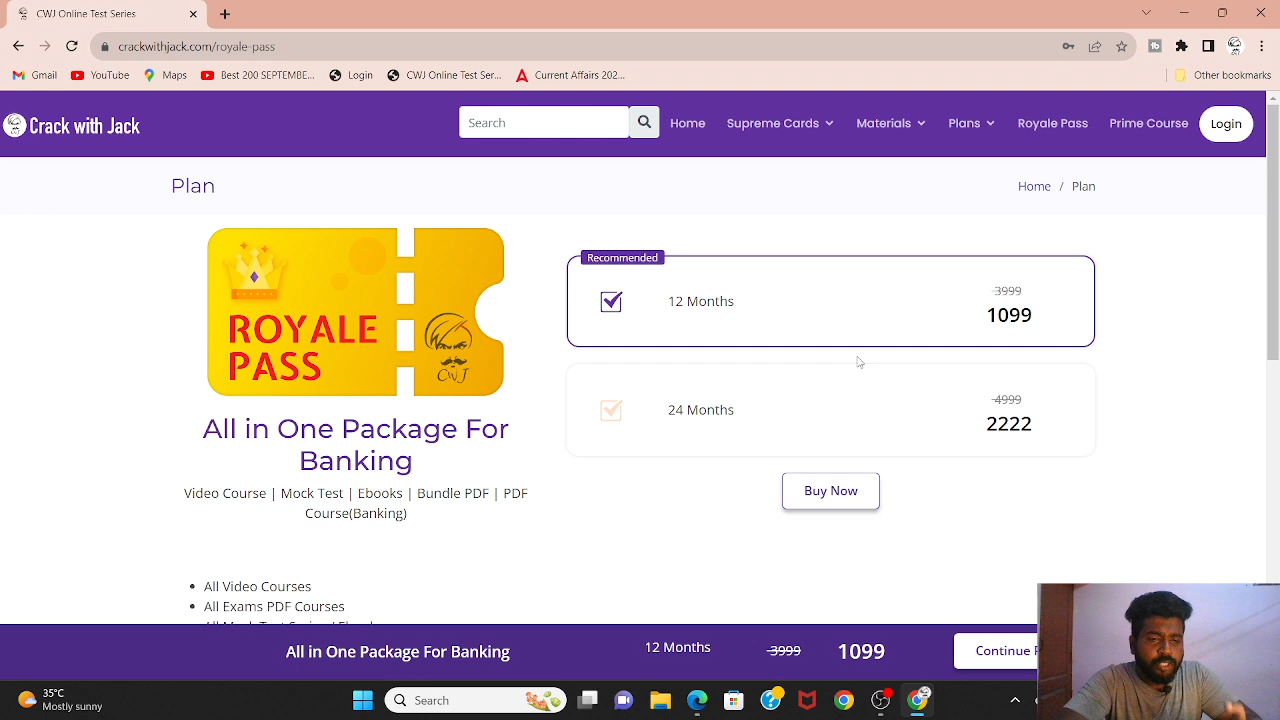 CWJ Online Test Series
crackwithjack.com/royale-pass
Gmail
YouTube
Maps
Best 200 SEPTEMBE...
Login
CWJ Online Test Ser...
Current Affairs 202...
Other bookmarks
Crack with Jack
Search
Home
Supreme Cards
Materials
Plans
Royale Pass
Prime Course
Login
Plan
Home / Plan
ROYALE
PASS
CWJ
All in One Package For
Banking
Video Course | Mock Test | Ebooks | Bundle PDF | PDF
Course(Banking)
Recommended
12 Months
3999
1099
24 Months
4999
2222
Buy Now
• All Video Courses
• All Exams PDF Courses
All in One Package For Banking
12 Months
3999
1099
Continue
35°C
Mostly sunny
Search